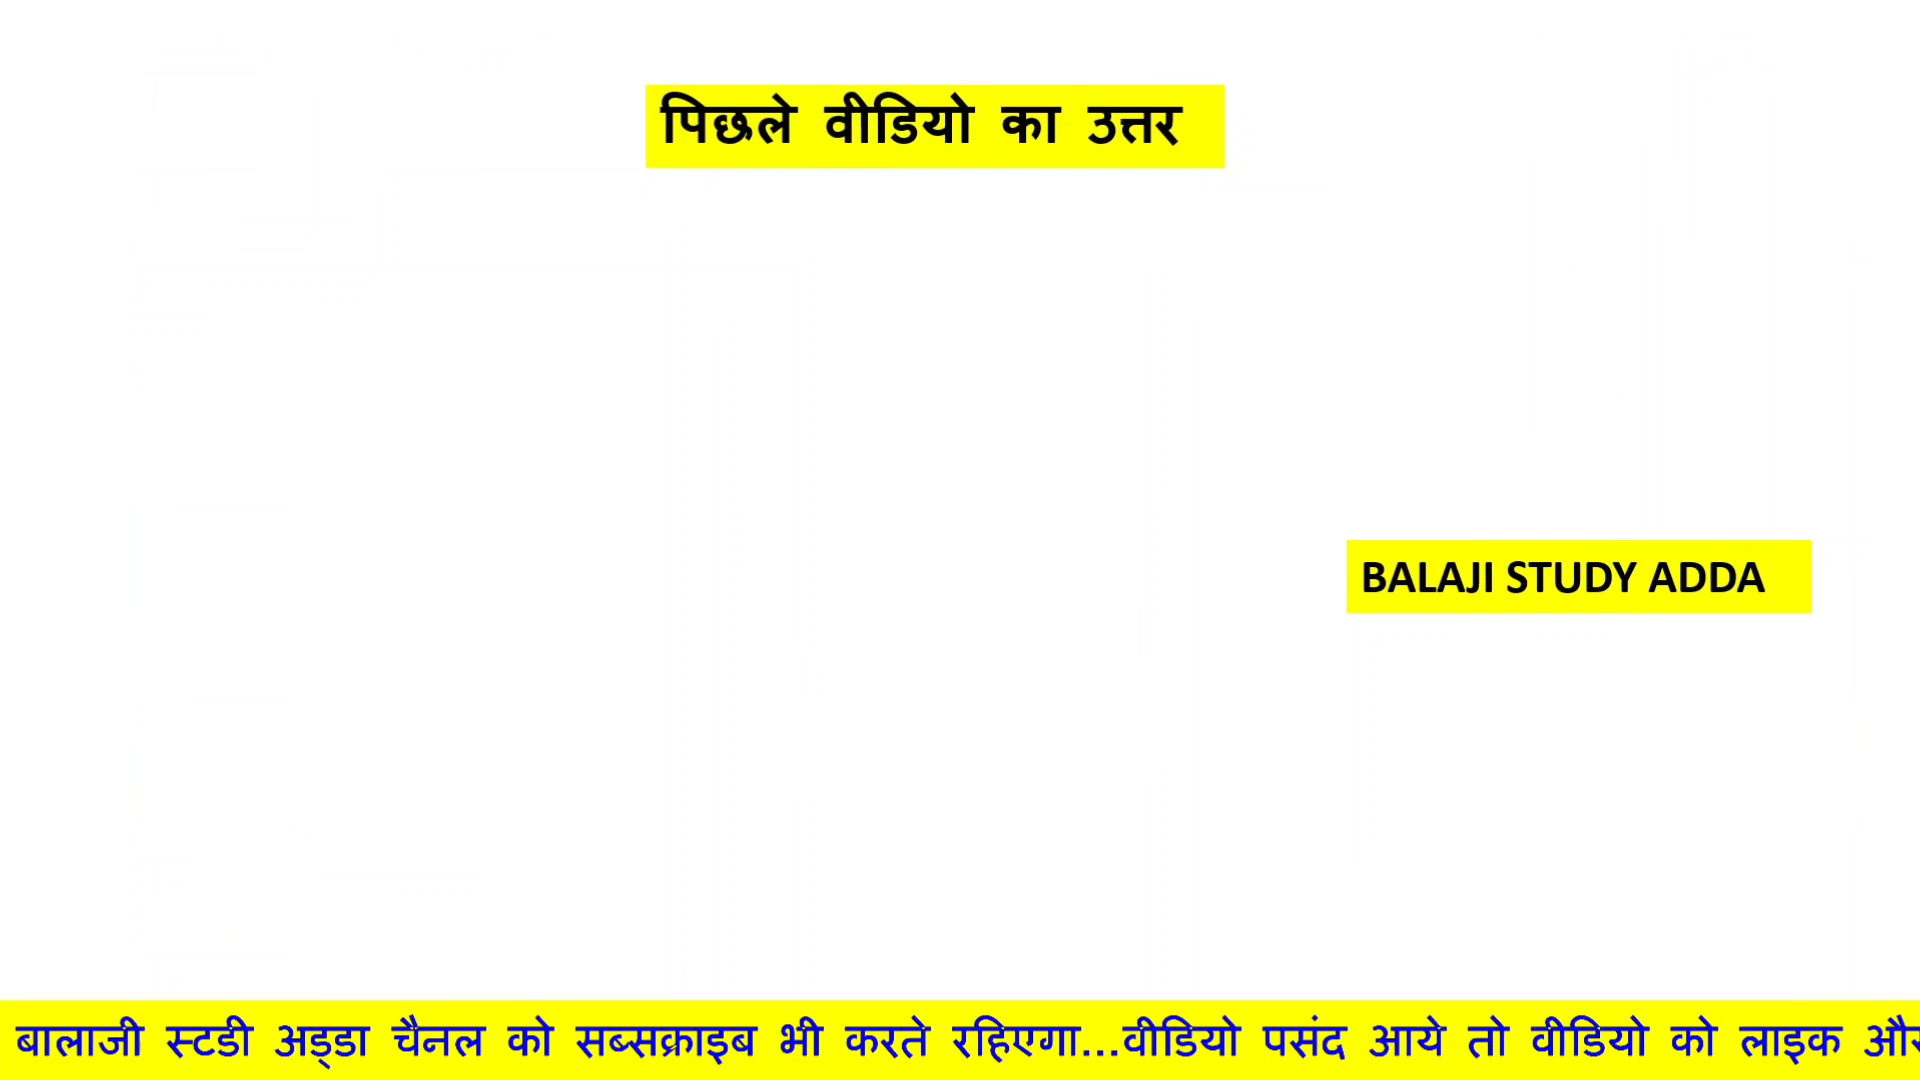 पिछले वीडियो का उत्तर
BALAJI STUDY ADDA
बालाजी स्टडी अड्डा चैनल को सब्सक्राइब भी करते रहिएगा...वीडियो पसंद आये तो वीडियो को लाइक